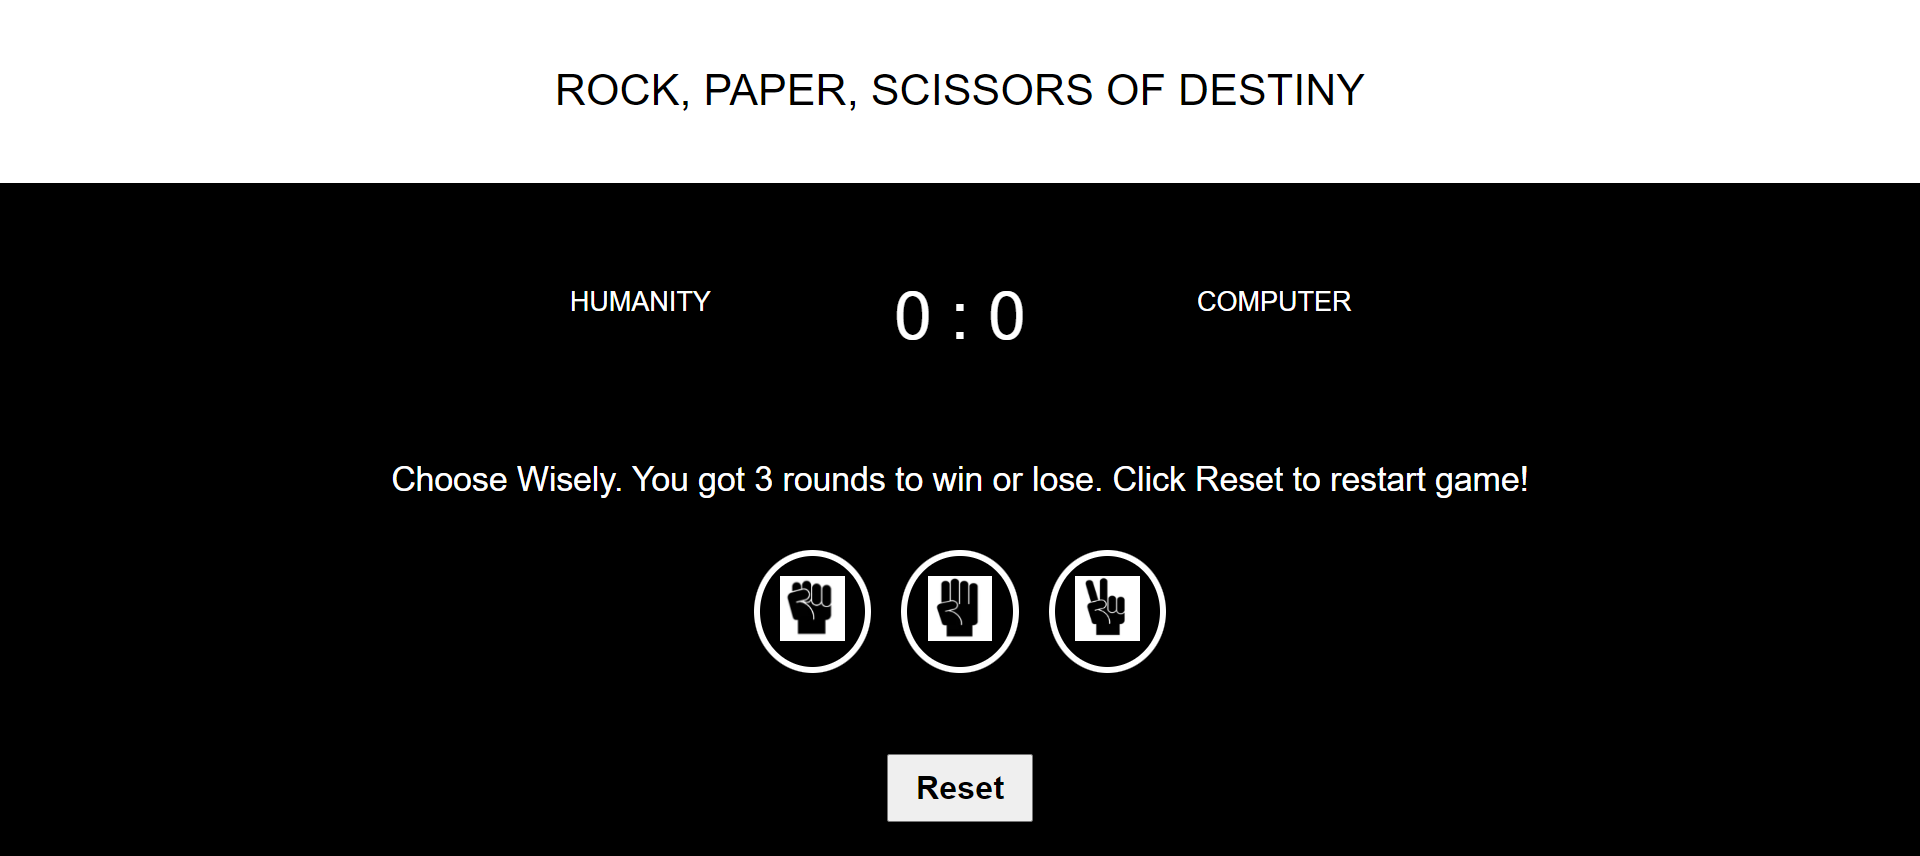 ROCK, PAPER, SCISSORS OF DESTINY
HUMANITY 0 : 0 COMPUTER
Choose Wisely. You got 3 rounds to win or lose. Click Reset to restart game!
Reset